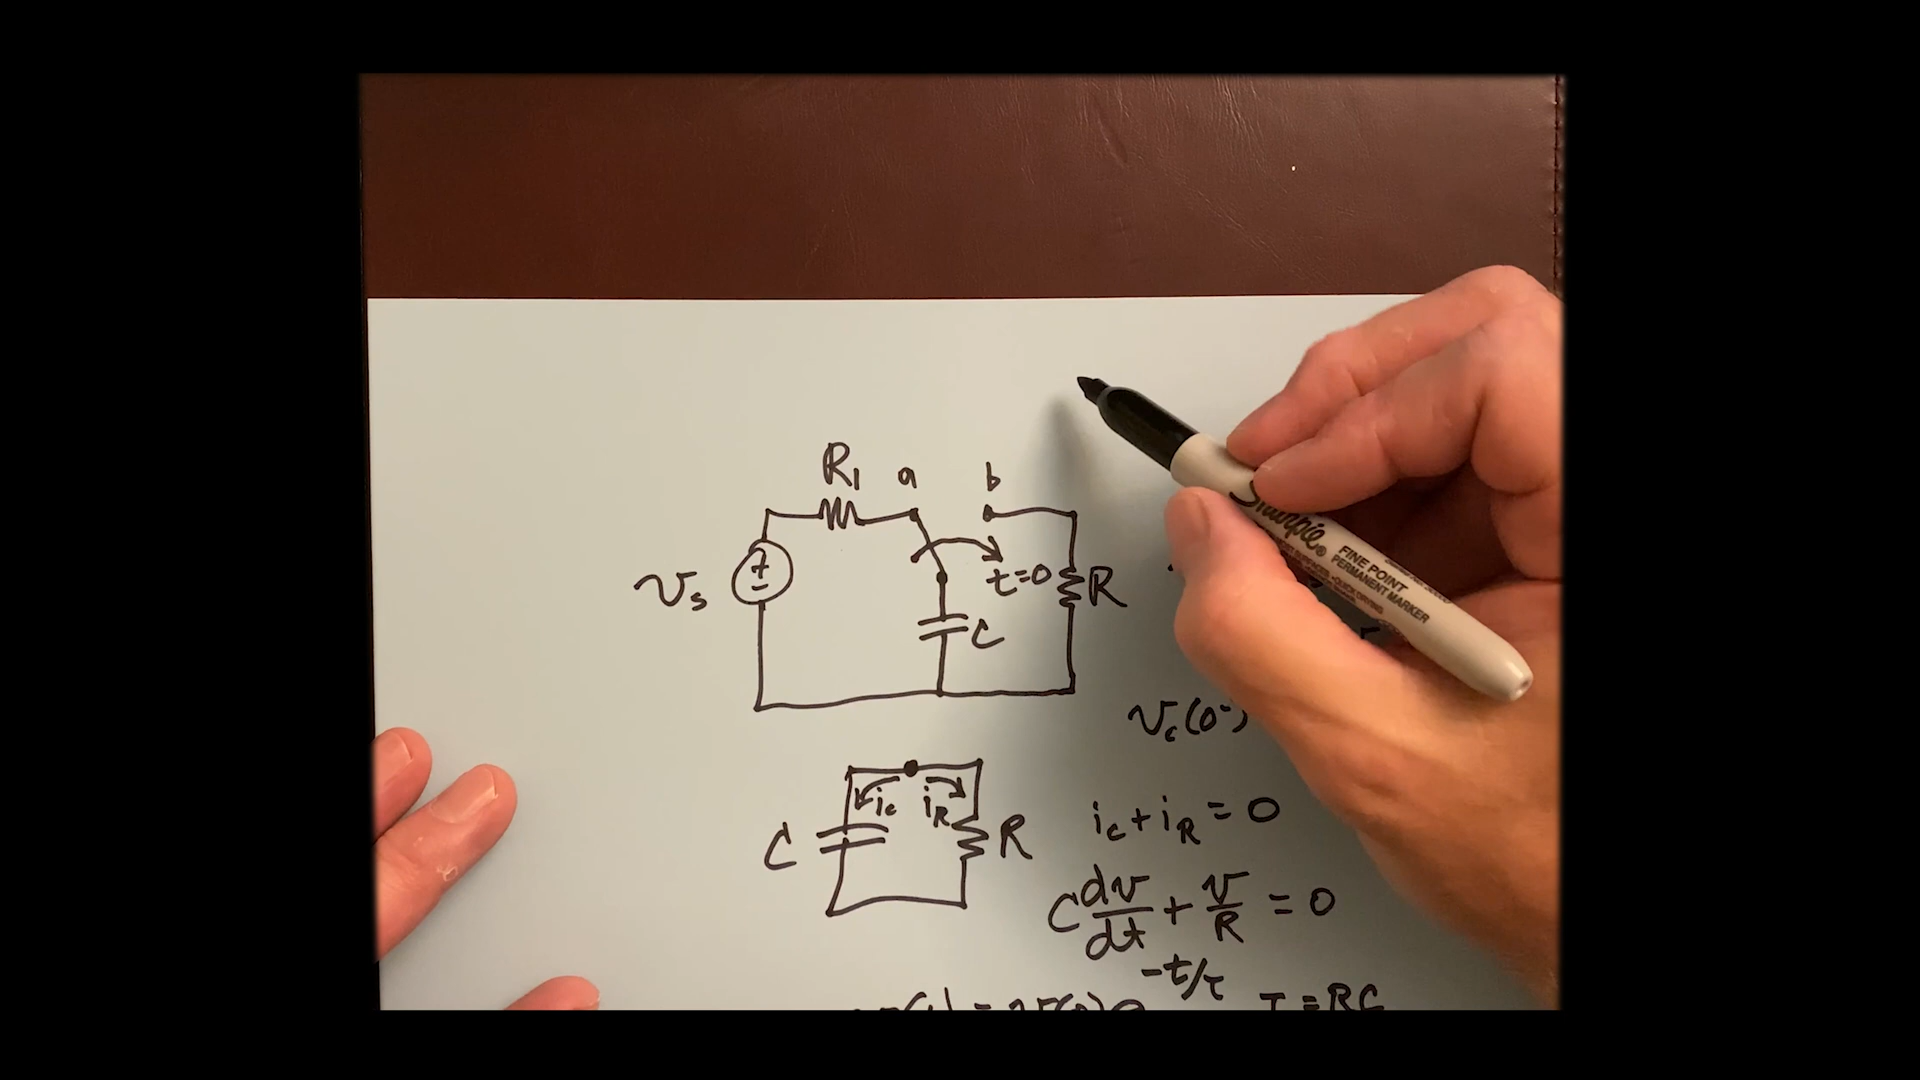 R₁ a b
Vs
t=0
R
C
Vc(0⁻)
ic iR
C
R
ic + iR = 0
C dv/dt + v/R = 0
-t/τ
τ = RC
Sharpie®
FINE POINT
PERMANENT MARKER